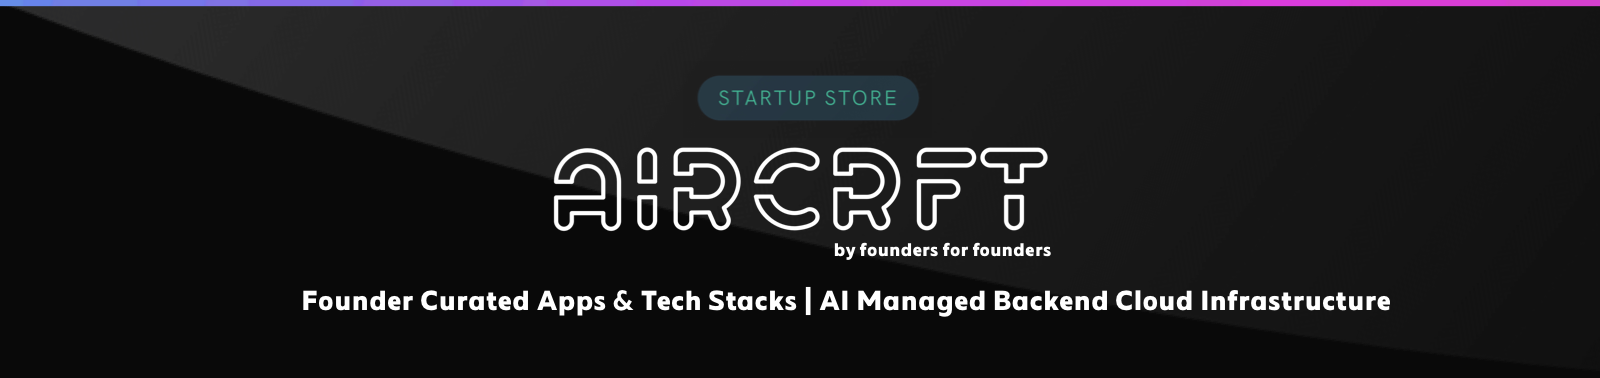 STARTUP STORE
AIRCRFT
by founders for founders
Founder Curated Apps & Tech Stacks | AI Managed Backend Cloud Infrastructure